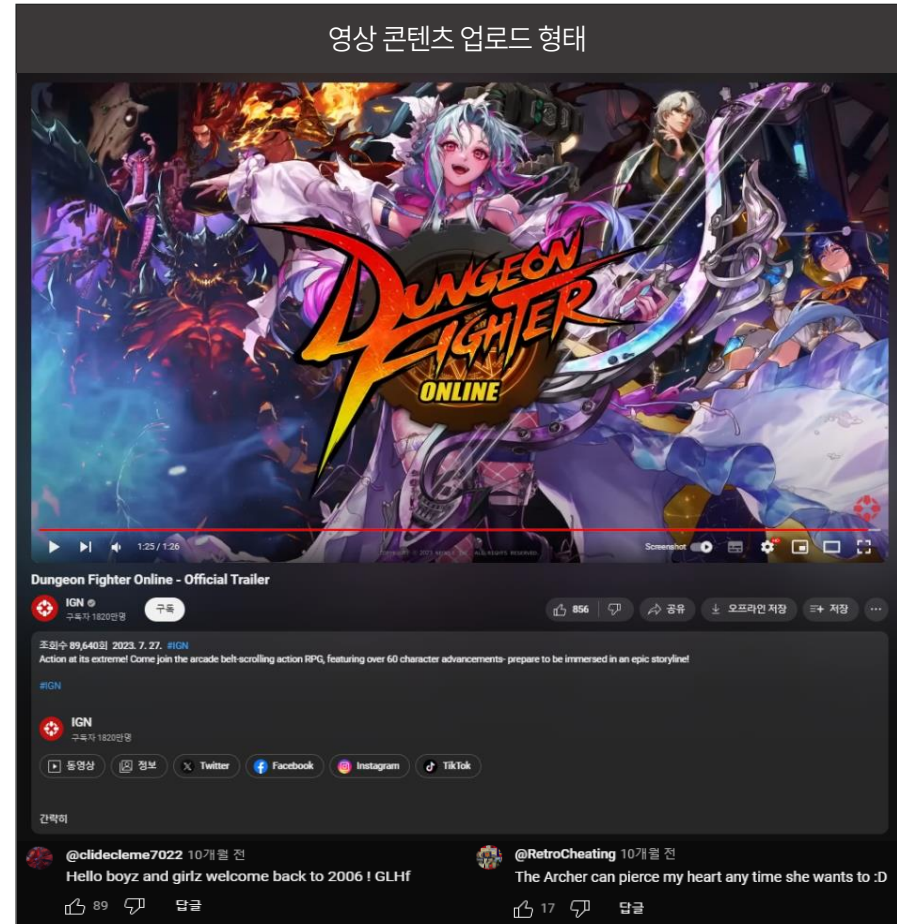 영상 콘텐츠 업로드 형태
DUNGEON
FIGHTER
ONLINE
1:25 / 1:26
Screenshot
HD
Dungeon Fighter Online - Official Trailer
IGN
구독자 1820만명
구독
856
공유
오프라인 저장
저장
조회수 89,640회 2023. 7. 27. #IGN
Action at its extreme! Come join the arcade belt-scrolling action RPG, featuring over 60 character advancements- prepare to be immersed in an epic storyline!
#IGN
IGN
구독자 1820만명
동영상 정보 Twitter Facebook Instagram TikTok
간략히
@clidecleme7022 10개월 전
Hello boyz and girlz welcome back to 2006 ! GLHf
89 답글
@RetroCheating 10개월 전
The Archer can pierce my heart any time she wants to :D
17 답글